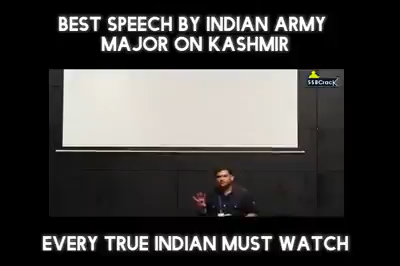 BEST SPEECH BY INDIAN ARMY
MAJOR ON KASHMIR
SSBCrack
EVERY TRUE INDIAN MUST WATCH